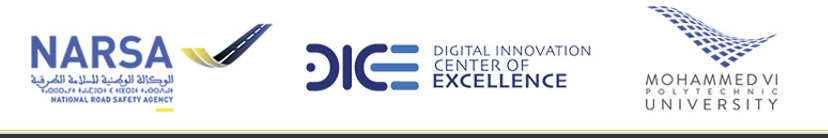 NARSA
الوكالة الوطنية للسلامة الطرقية
NATIONAL ROAD SAFETY AGENCY
DICE
DIGITAL INNOVATION
CENTER OF
EXCELLENCE
MOHAMMED VI
POLYTECHNIC
UNIVERSITY